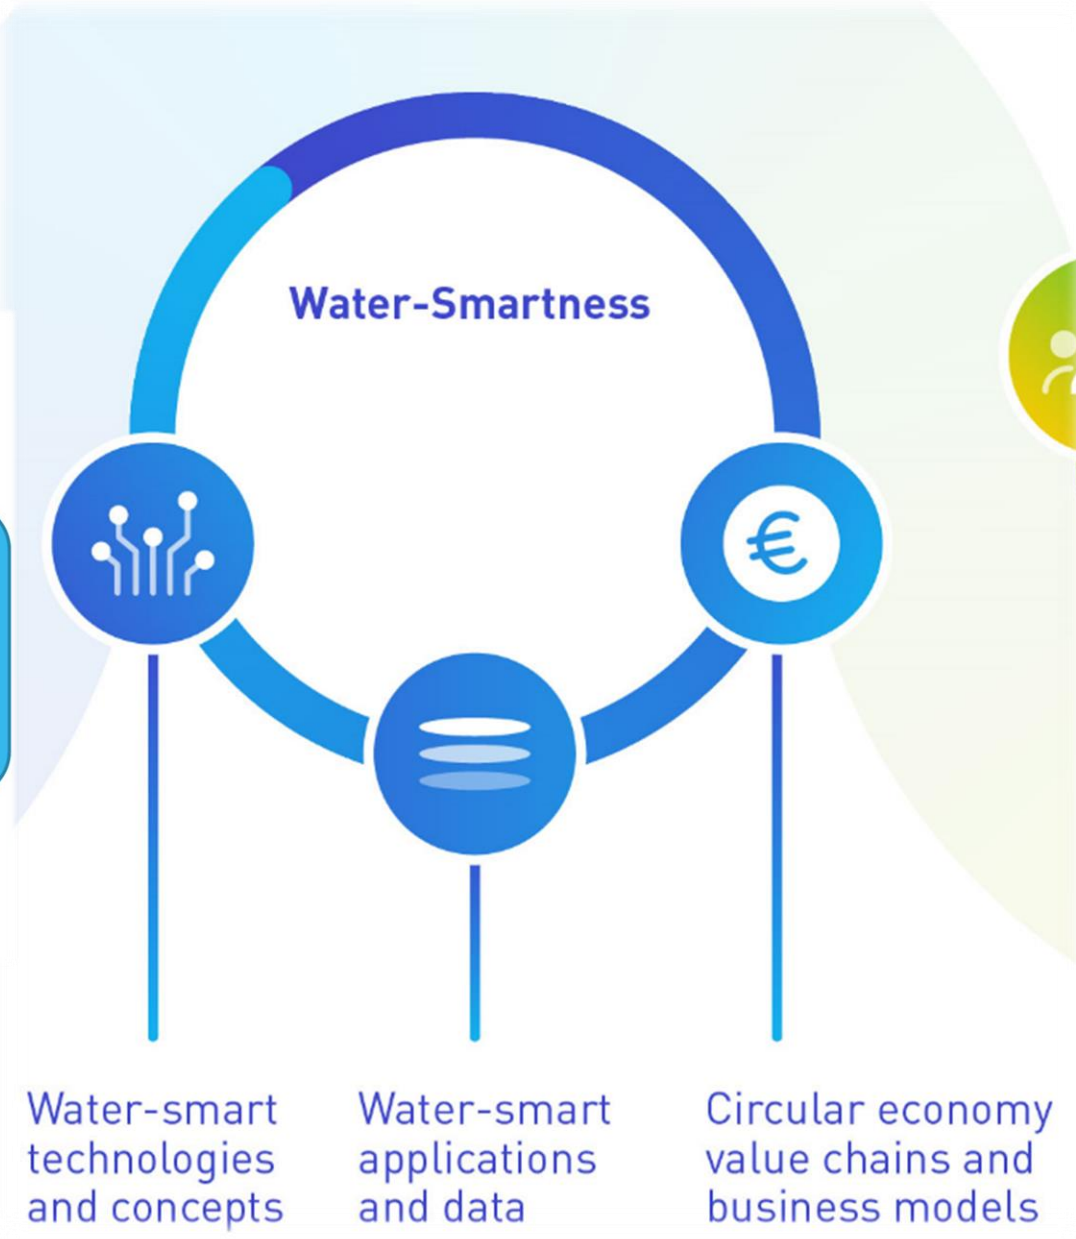 Water-Smartness
€
Water-smart
technologies
and concepts
Water-smart
applications
and data
Circular economy
value chains and
business models